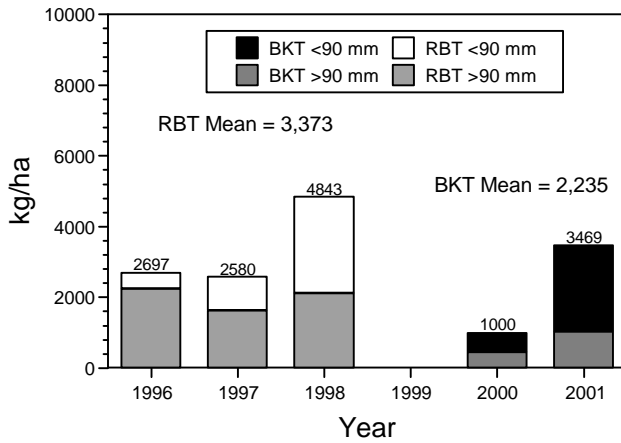 10000
8000
6000
4000
2000
0
kg/ha
BKT <90 mm RBT <90 mm
BKT >90 mm RBT >90 mm
RBT Mean = 3,373
BKT Mean = 2,235
2697
2580
4843
1000
3469
1996 1997 1998 1999 2000 2001
Year